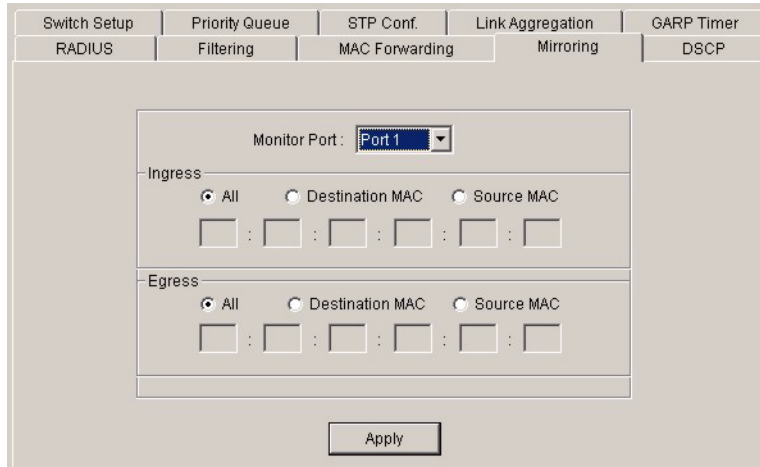 Switch Setup Priority Queue STP Conf. Link Aggregation GARP Timer
RADIUS Filtering MAC Forwarding Mirroring DSCP
Monitor Port : Port 1
Ingress
All Destination MAC Source MAC
: : : : :
Egress
All Destination MAC Source MAC
: : : : :
Apply